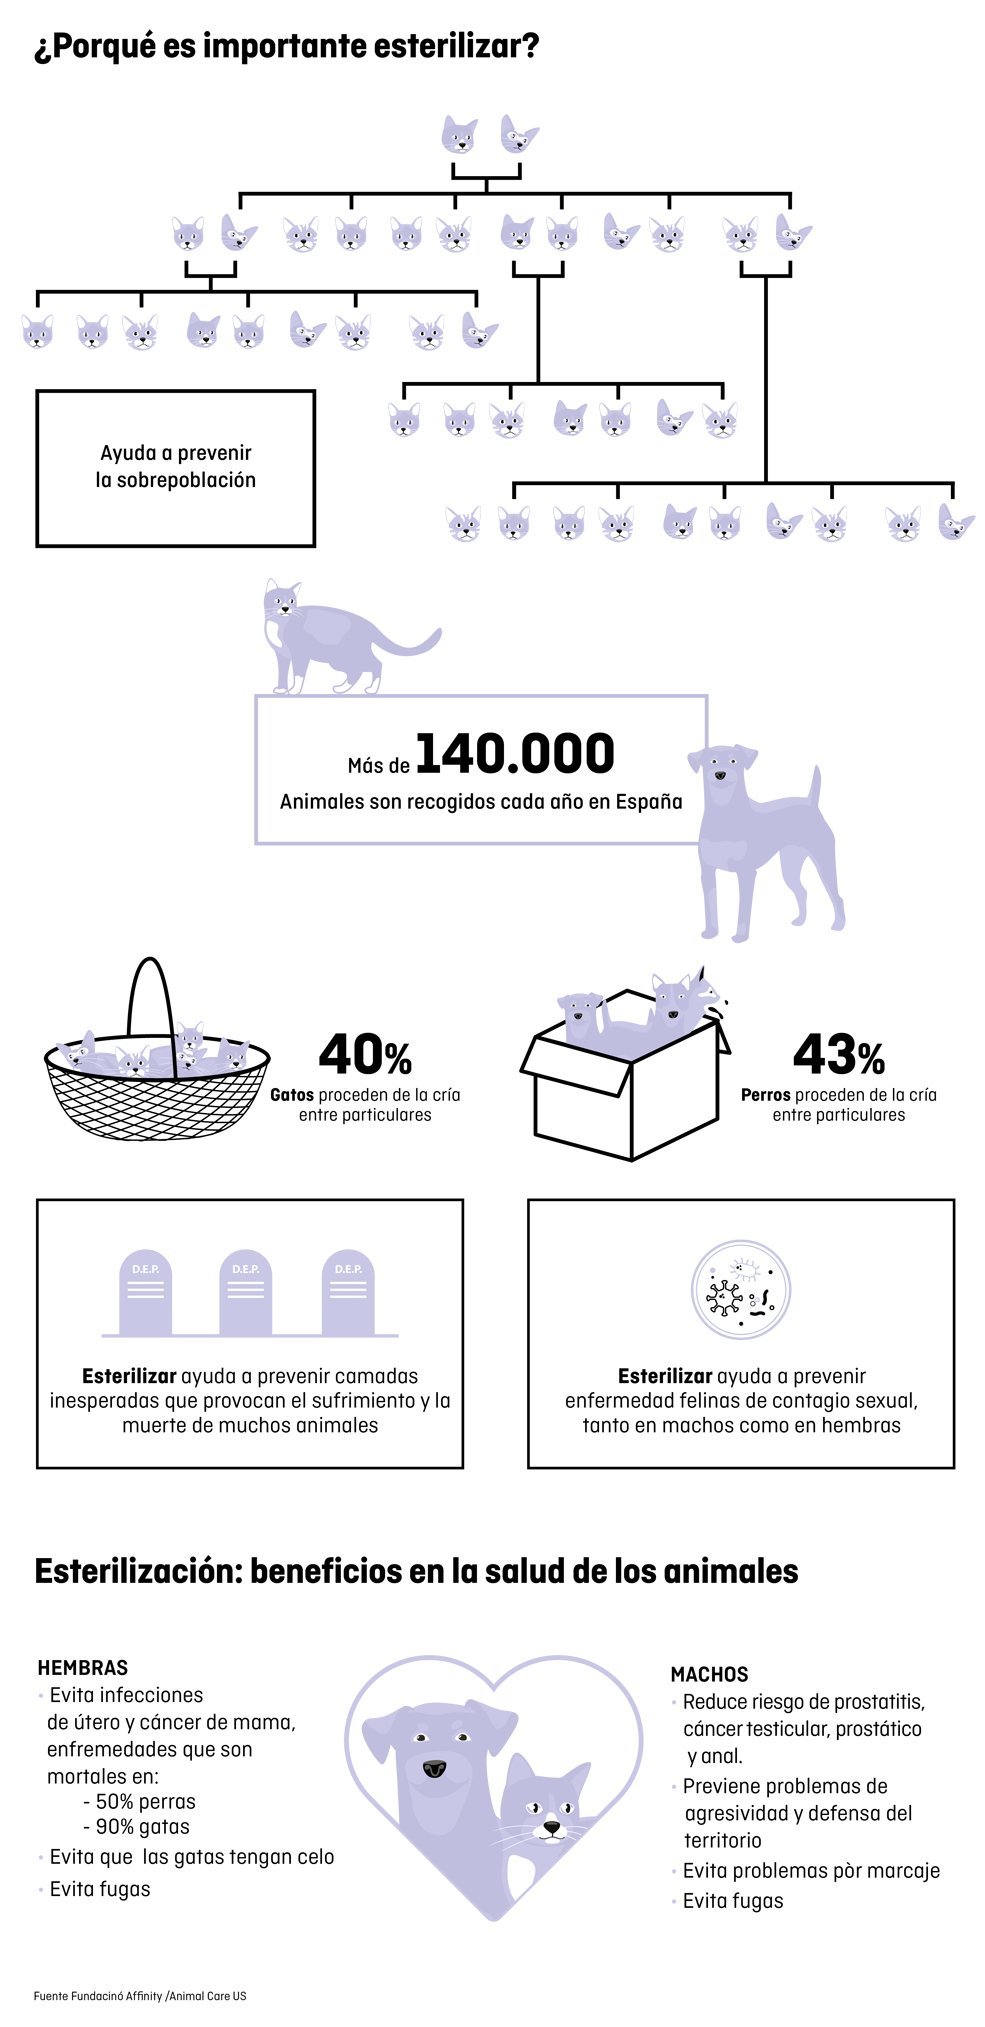 ¿Porqué es importante esterilizar?
Ayuda a prevenir
la sobrepoblación
Más de 140.000
Animales son recogidos cada año en España
40%
Gatos proceden de la cría
entre particulares
43%
Perros proceden de la cría
entre particulares
D.E.P. D.E.P. D.E.P.
Esterilizar ayuda a prevenir camadas
inesperadas que provocan el sufrimiento y la
muerte de muchos animales
Esterilizar ayuda a prevenir
enfermedad felinas de contagio sexual,
tanto en machos como en hembras
Esterilización: beneficios en la salud de los animales
HEMBRAS
• Evita infecciones
de útero y cáncer de mama,
enfremedades que son
mortales en:
- 50% perras
- 90% gatas
• Evita que las gatas tengan celo
• Evita fugas
MACHOS
• Reduce riesgo de prostatitis,
cáncer testicular, prostático
y anal.
• Previene problemas de
agresividad y defensa del
territorio
• Evita problemas pòr marcaje
• Evita fugas
Fuente Fundacinó Affinity /Animal Care US